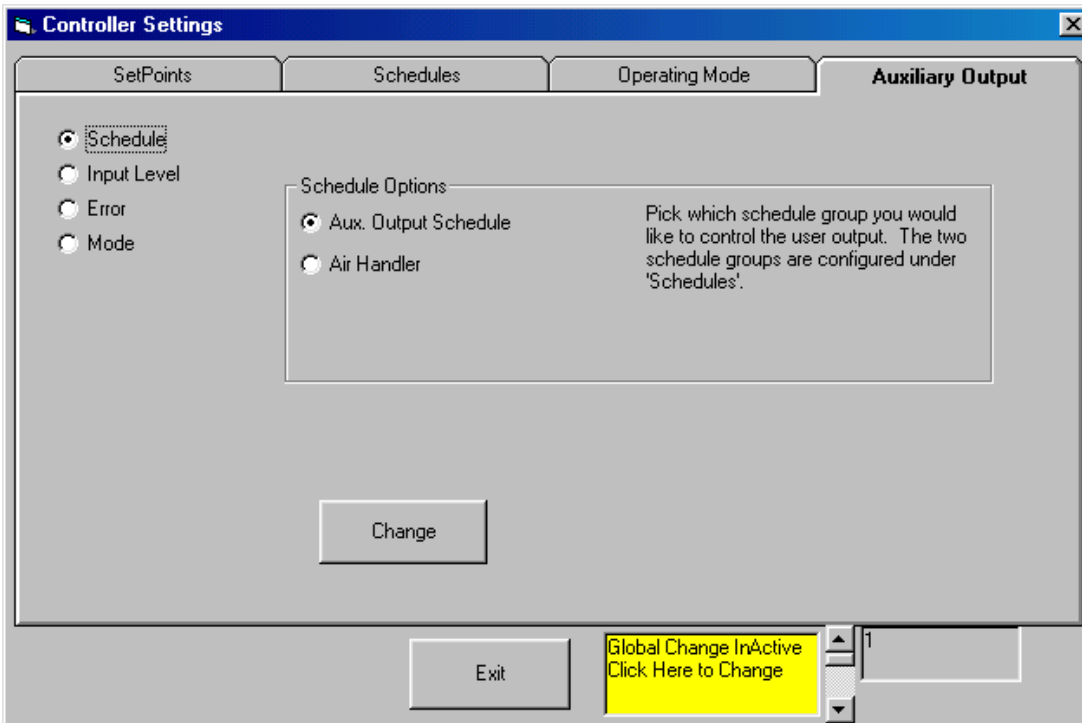 Controller Settings
SetPoints
Schedules
Operating Mode
Auxiliary Output
Schedule
Input Level
Error
Mode
Schedule Options
Aux. Output Schedule
Air Handler
Pick which schedule group you would
like to control the user output. The two
schedule groups are configured under
'Schedules'.
Change
Exit
Global Change InActive
Click Here to Change
1